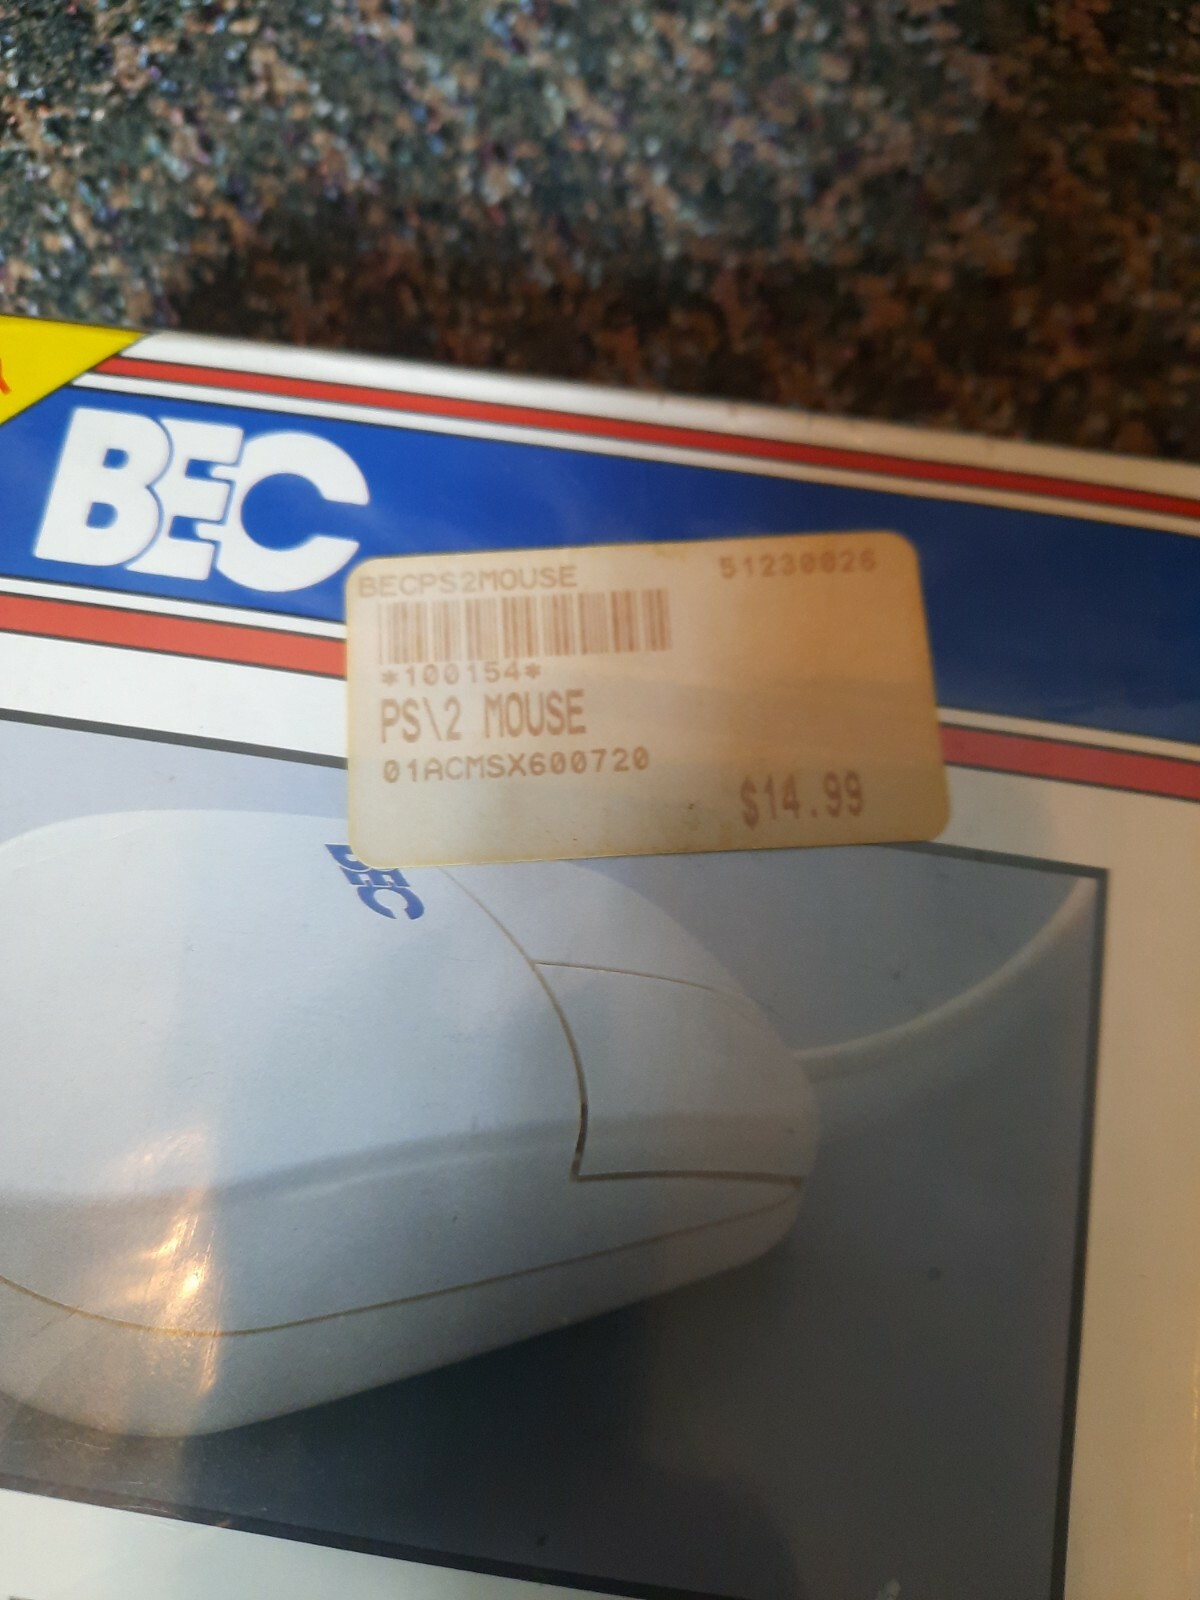 BEC
BECPS2MOUSE 51230026
*100154*
PS\2 MOUSE
01ACMSX600720
$14.99
BEC